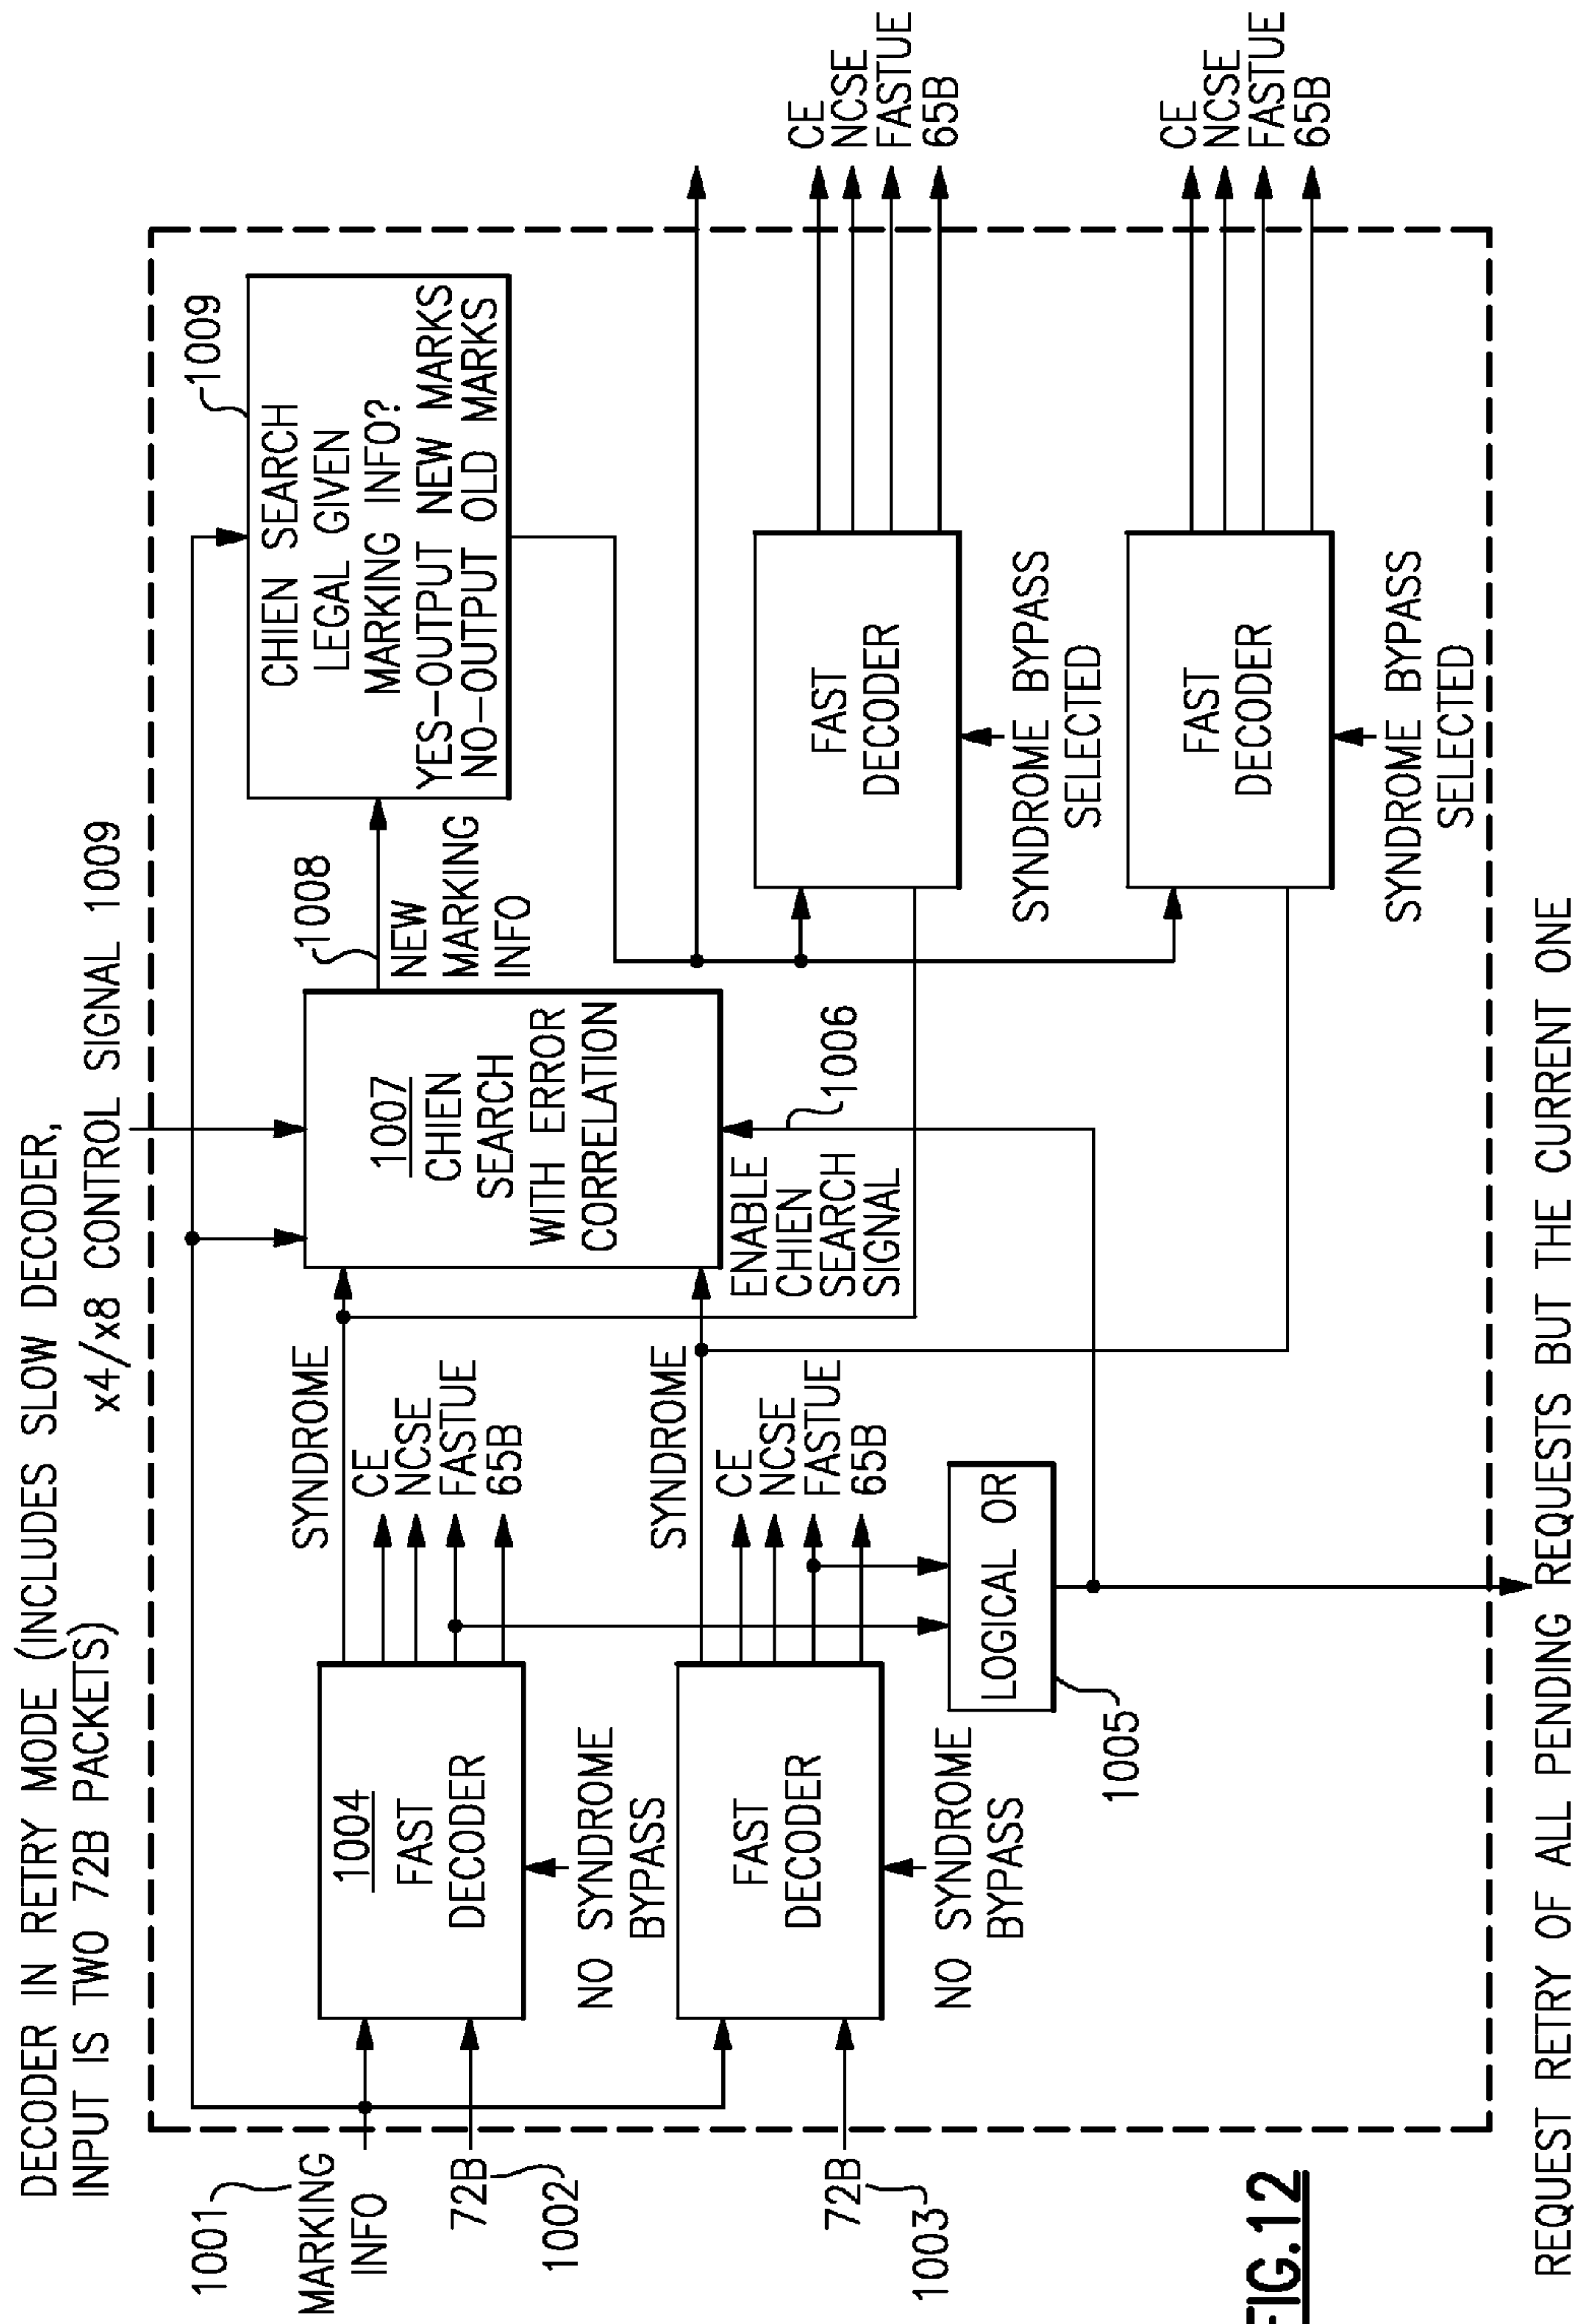 DECODER IN RETRY MODE (INCLUDES SLOW DECODER,
INPUT IS TWO 72B PACKETS)
x4/x8 CONTROL SIGNAL 1009
1001
MARKING
INFO
72B
1002
72B
1003
1004
FAST
DECODER
NO SYNDROME
BYPASS
FAST
DECODER
NO SYNDROME
BYPASS
SYNDROME
CE
NCSE
FASTUE
65B
SYNDROME
CE
NCSE
FASTUE
65B
LOGICAL OR
1005
1007
CHIEN
SEARCH
WITH ERROR
CORRELATION
ENABLE
CHIEN
SEARCH
SIGNAL
1006
1008
NEW
MARKING
INFO
1009
CHIEN SEARCH
LEGAL GIVEN
MARKING INFO?
YES-OUTPUT NEW MARKS
NO-OUTPUT OLD MARKS
FAST
DECODER
SYNDROME BYPASS
SELECTED
CE
NCSE
FASTUE
65B
FAST
DECODER
SYNDROME BYPASS
SELECTED
CE
NCSE
FASTUE
65B
FIG.12
REQUEST RETRY OF ALL PENDING REQUESTS BUT THE CURRENT ONE